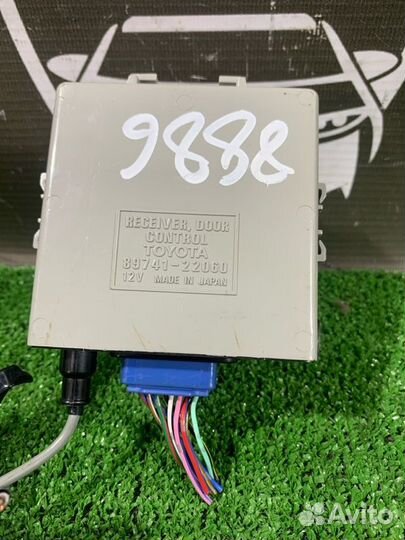 9888
RECEIVER, DOOR
CONTROL
TOYOTA
89741-22060
12V MADE IN JAPAN
Avito